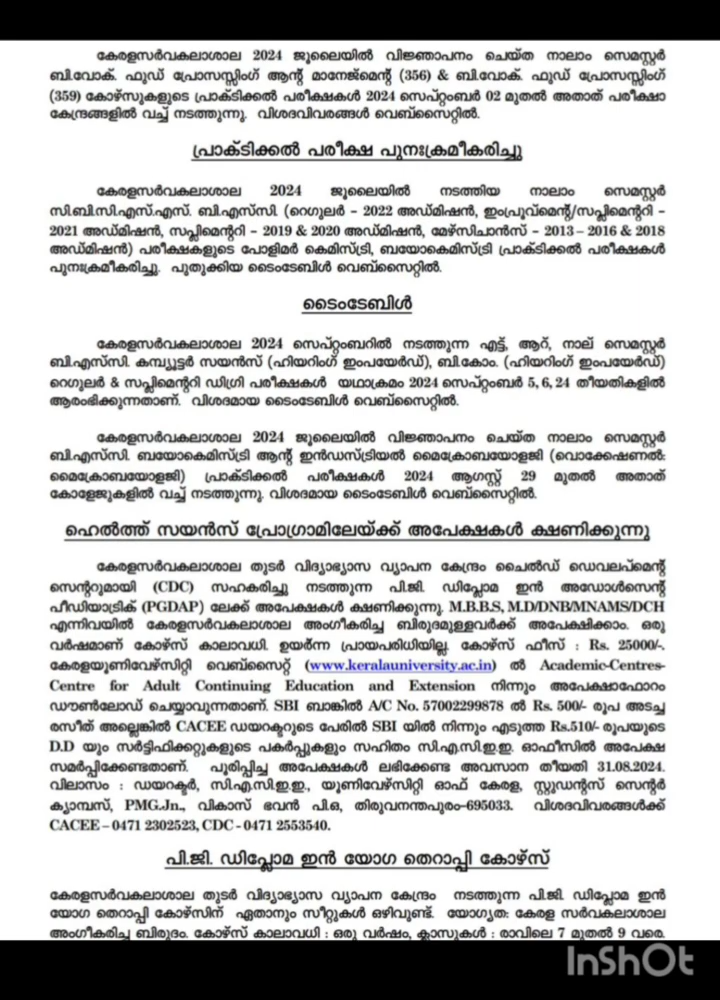 കേരളസർവകലാശാല 2024 ജൂലൈയിൽ വിജ്ഞാപനം ചെയ്ത നാലാം സെമസ്റ്റർ
ബി.വോക്. ഫുഡ് പ്രോസസ്സിംഗ് ആന്റ് മാനേജ്മെന്റ് (356) & ബി.വോക്. ഫുഡ് പ്രോസസ്സിംഗ്
(359) കോഴ്സുകളുടെ പ്രാക്ടിക്കൽ പരീക്ഷകൾ 2024 സെപ്റ്റംബർ 02 മുതൽ അതാത് പരീക്ഷാ
കേന്ദ്രങ്ങളിൽ വച്ച് നടത്തുന്നു. വിശദവിവരങ്ങൾ വെബ്സൈറ്റിൽ.
പ്രാക്ടിക്കൽ പരീക്ഷ പുനഃക്രമീകരിച്ചു
കേരളസർവകലാശാല 2024 ജൂലൈയിൽ നടത്തിയ നാലാം സെമസ്റ്റർ
സി.ബി.സി.എസ്.എസ്. ബി.എസ്സി. (റെഗുലർ - 2022 അഡ്മിഷൻ, ഇംപ്രൂവ്മെന്റ്/സപ്ലിമെന്ററി -
2021 അഡ്മിഷൻ, സപ്ലിമെന്ററി - 2019 & 2020 അഡ്മിഷൻ, മേഴ്സിചാൻസ് - 2013 – 2016 & 2018
അഡ്മിഷൻ) പരീക്ഷകളുടെ പോളിമർ കെമിസ്ട്രി, ബയോകെമിസ്ട്രി പ്രാക്ടിക്കൽ പരീക്ഷകൾ
പുനഃക്രമീകരിച്ചു. പുതുക്കിയ ടൈംടേബിൾ വെബ്സൈറ്റിൽ.
ടൈംടേബിൾ
കേരളസർവകലാശാല 2024 സെപ്റ്റംബറിൽ നടത്തുന്ന എട്ട്, ആറ്, നാല് സെമസ്റ്റർ
ബി.എസ്സി. കമ്പ്യൂട്ടർ സയൻസ് (ഹിയറിംഗ് ഇംപയേർഡ്), ബി.കോം. (ഹിയറിംഗ് ഇംപയേർഡ്)
റെഗുലർ & സപ്ലിമെന്ററി ഡിഗ്രി പരീക്ഷകൾ യഥാക്രമം 2024 സെപ്റ്റംബർ 5, 6, 24 തീയതികളിൽ
ആരംഭിക്കുന്നതാണ്. വിശദമായ ടൈംടേബിൾ വെബ്സൈറ്റിൽ.
കേരളസർവകലാശാല 2024 ജൂലൈയിൽ വിജ്ഞാപനം ചെയ്ത നാലാം സെമസ്റ്റർ
ബി.എസ്സി. ബയോകെമിസ്ട്രി ആന്റ് ഇൻഡസ്ട്രിയൽ മൈക്രോബയോളജി (വൊക്കേഷണൽ:
മൈക്രോബയോളജി) പ്രാക്ടിക്കൽ പരീക്ഷകൾ 2024 ആഗസ്റ്റ് 29 മുതൽ അതാത്
കോളേജുകളിൽ വച്ച് നടത്തുന്നു. വിശദമായ ടൈംടേബിൾ വെബ്സൈറ്റിൽ.
ഹെൽത്ത് സയൻസ് പ്രോഗ്രാമിലേയ്ക്ക് അപേക്ഷകൾ ക്ഷണിക്കുന്നു
കേരളസർവകലാശാല തുടർ വിദ്യാഭ്യാസ വ്യാപന കേന്ദ്രം ചൈൽഡ് ഡെവലപ്മെന്റ്
സെന്ററുമായി (CDC) സഹകരിച്ചു നടത്തുന്ന പി.ജി. ഡിപ്ലോമ ഇൻ അഡോൾസെന്റ്
പീഡിയാട്രിക് (PGDAP) ലേക്ക് അപേക്ഷകൾ ക്ഷണിക്കുന്നു. M.B.B.S, M.D/DNB/MNAMS/DCH
എന്നിവയിൽ കേരളസർവകലാശാല അംഗീകരിച്ച ബിരുദമുള്ളവർക്ക് അപേക്ഷിക്കാം. ഒരു
വർഷമാണ് കോഴ്സ് കാലാവധി. ഉയർന്ന പ്രായപരിധിയില്ല. കോഴ്സ് ഫീസ് : Rs. 25000/-.
കേരളയൂണിവേഴ്സിറ്റി വെബ്സൈറ്റ് (www.keralauniversity.ac.in) ൽ Academic-Centres-
Centre for Adult Continuing Education and Extension നിന്നും അപേക്ഷാഫോറം
ഡൗൺലോഡ് ചെയ്യാവുന്നതാണ്. SBI ബാങ്കിൽ A/C No. 57002299878 ൽ Rs. 500/- രൂപ അടച്ച
രസീത് അല്ലെങ്കിൽ CACEE ഡയറക്ടറുടെ പേരിൽ SBI യിൽ നിന്നും എടുത്ത Rs.510/- രൂപയുടെ
D.D യും സർട്ടിഫിക്കറ്റുകളുടെ പകർപ്പുകളും സഹിതം സി.എ.സി.ഇ.ഇ. ഓഫീസിൽ അപേക്ഷ
സമർപ്പിക്കേണ്ടതാണ്. പൂരിപ്പിച്ച അപേക്ഷകൾ ലഭിക്കേണ്ട അവസാന തീയതി 31.08.2024.
വിലാസം : ഡയറക്ടർ, സി.എ.സി.ഇ.ഇ., യൂണിവേഴ്സിറ്റി ഓഫ് കേരള, സ്റ്റുഡന്റ്സ് സെന്റർ
ക്യാമ്പസ്, PMG.Jn., വികാസ് ഭവൻ പി.ഒ, തിരുവനന്തപുരം-695033. വിശദവിവരങ്ങൾക്ക്
CACEE – 0471 2302523, CDC - 0471 2553540.
പി.ജി. ഡിപ്ലോമ ഇൻ യോഗ തെറാപ്പി കോഴ്സ്
കേരളസർവകലാശാല തുടർ വിദ്യാഭ്യാസ വ്യാപന കേന്ദ്രം നടത്തുന്ന പി.ജി. ഡിപ്ലോമ ഇൻ
യോഗ തെറാപ്പി കോഴ്സിന് ഏതാനും സീറ്റുകൾ ഒഴിവുണ്ട്. യോഗ്യത: കേരള സർവകലാശാല
അംഗീകരിച്ച ബിരുദം. കോഴ്സ് കാലാവധി : ഒരു വർഷം, ക്ലാസുകൾ : രാവിലെ 7 മുതൽ 9 വരെ.
InShOt